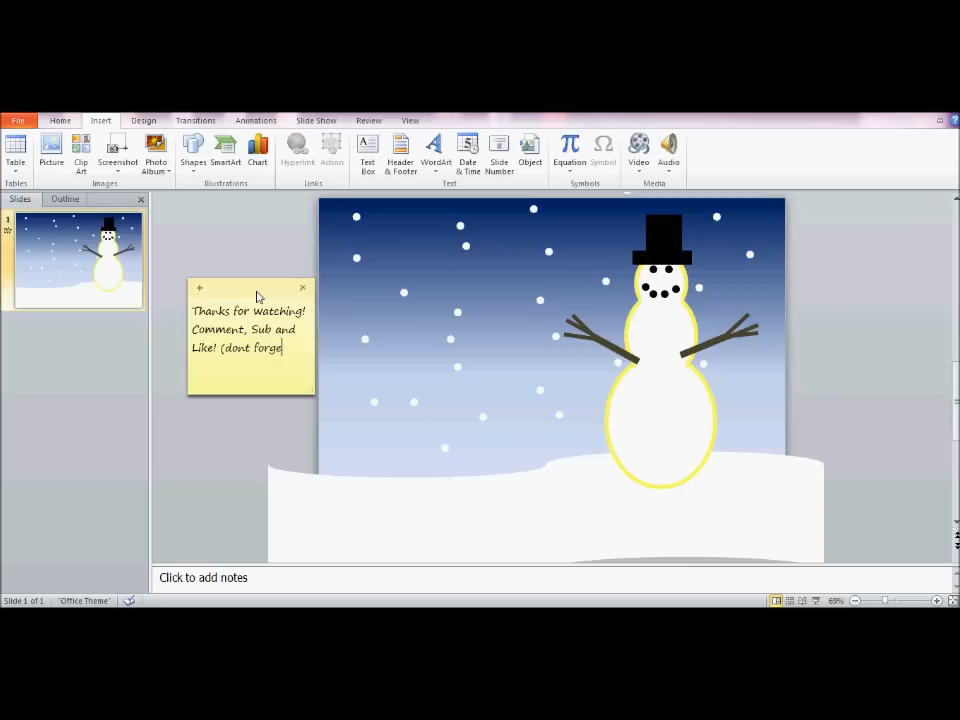 File Home Insert Design Transitions Animations Slide Show Review View
Table Picture Clip Art Screenshot Photo Album Shapes SmartArt Chart Hyperlink Action Text Box Header & Footer WordArt Date & Time Slide Number Object Equation Symbol Video Audio
Tables Images Illustrations Links Text Symbols Media
Slides Outline
1
Thanks for Watching!
Comment, Sub and
Like! (dont forge
Click to add notes
Slide 1 of 1 "Office Theme" 69%